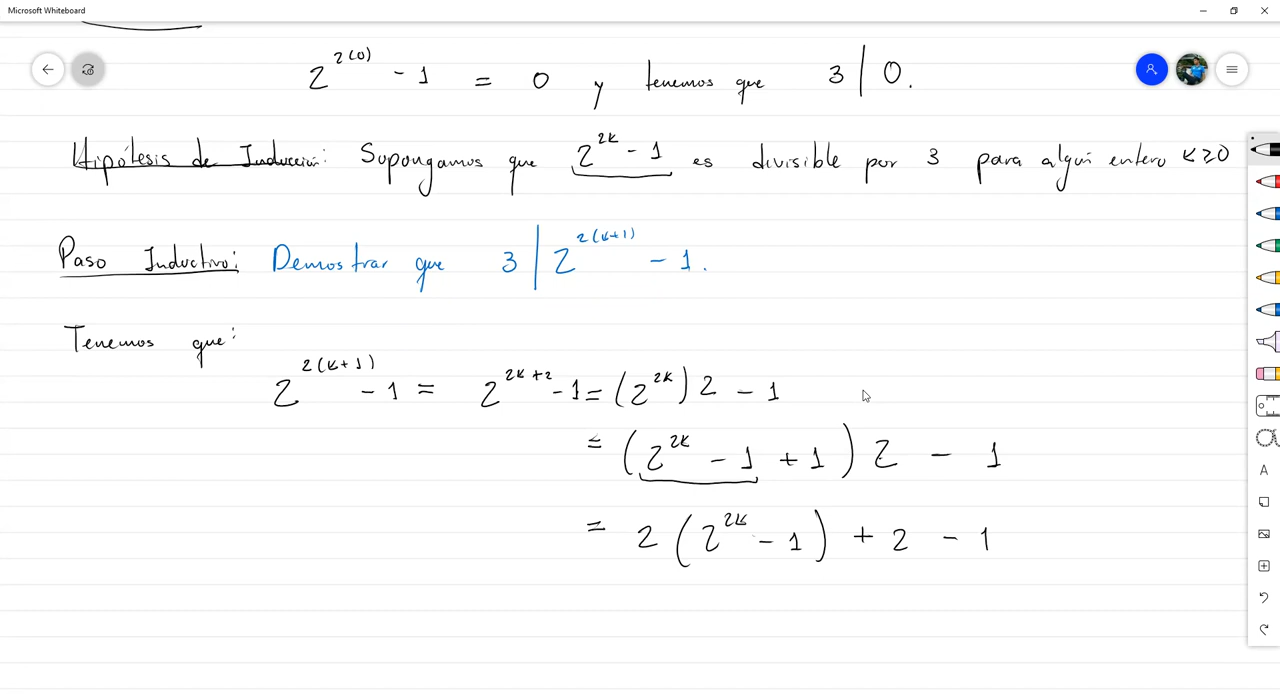 Microsoft Whiteboard
2^{2(0)} - 1 = 0 y tenemos que 3 | 0.
Hipótesis de Inducción: Supongamos que 2^{2k} - 1 es divisible por 3 para algún entero k≥0
Paso Inductivo: Demostrar que 3 | 2^{2(k+1)} - 1.
Tenemos que:
2^{2(k+1)} - 1 = 2^{2k+2} - 1 = (2^{2k}) 2 - 1
= (2^{2k} - 1 + 1) 2 - 1
= 2 (2^{2k} - 1) + 2 - 1
A